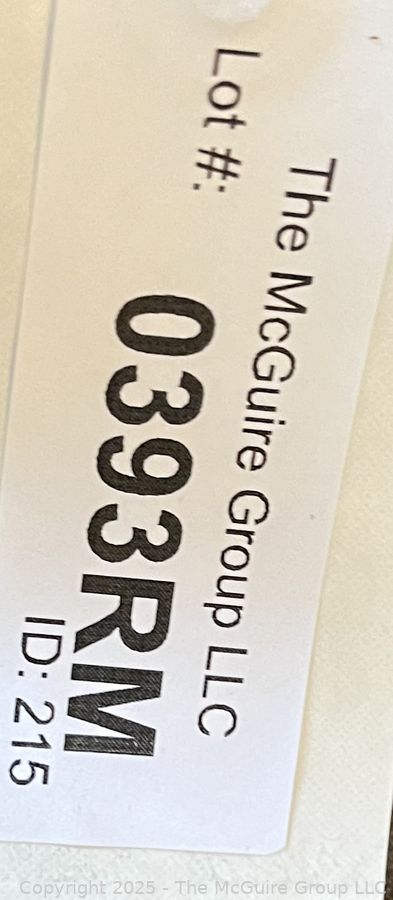 The McGuire Group LLC
Lot #: 0393RM
ID: 215
Copyright 2025 - The McGuire Group LLC